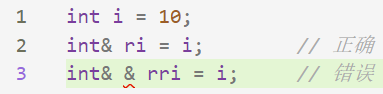 1 int i = 10;
2 int& ri = i; // 正确
3 int& & rri = i; // 错误